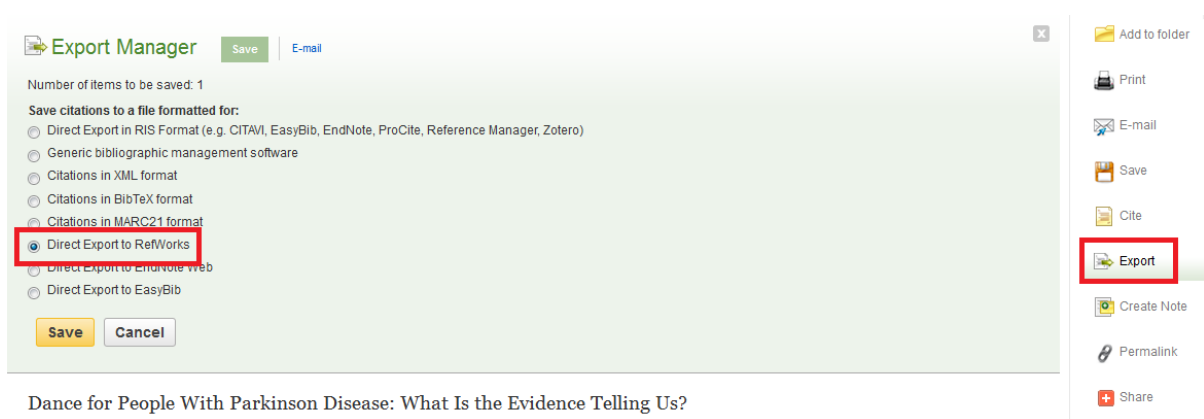 Export Manager
Save
E-mail
Number of items to be saved: 1
Save citations to a file formatted for:
Direct Export in RIS Format (e.g. CITAVI, EasyBib, EndNote, ProCite, Reference Manager, Zotero)
Generic bibliographic management software
Citations in XML format
Citations in BibTeX format
Citations in MARC21 format
Direct Export to RefWorks
Direct Export to EndNote Web
Direct Export to EasyBib
Save
Cancel
Dance for People With Parkinson Disease: What Is the Evidence Telling Us?
x
Add to folder
Print
E-mail
Save
Cite
Export
Create Note
Permalink
Share